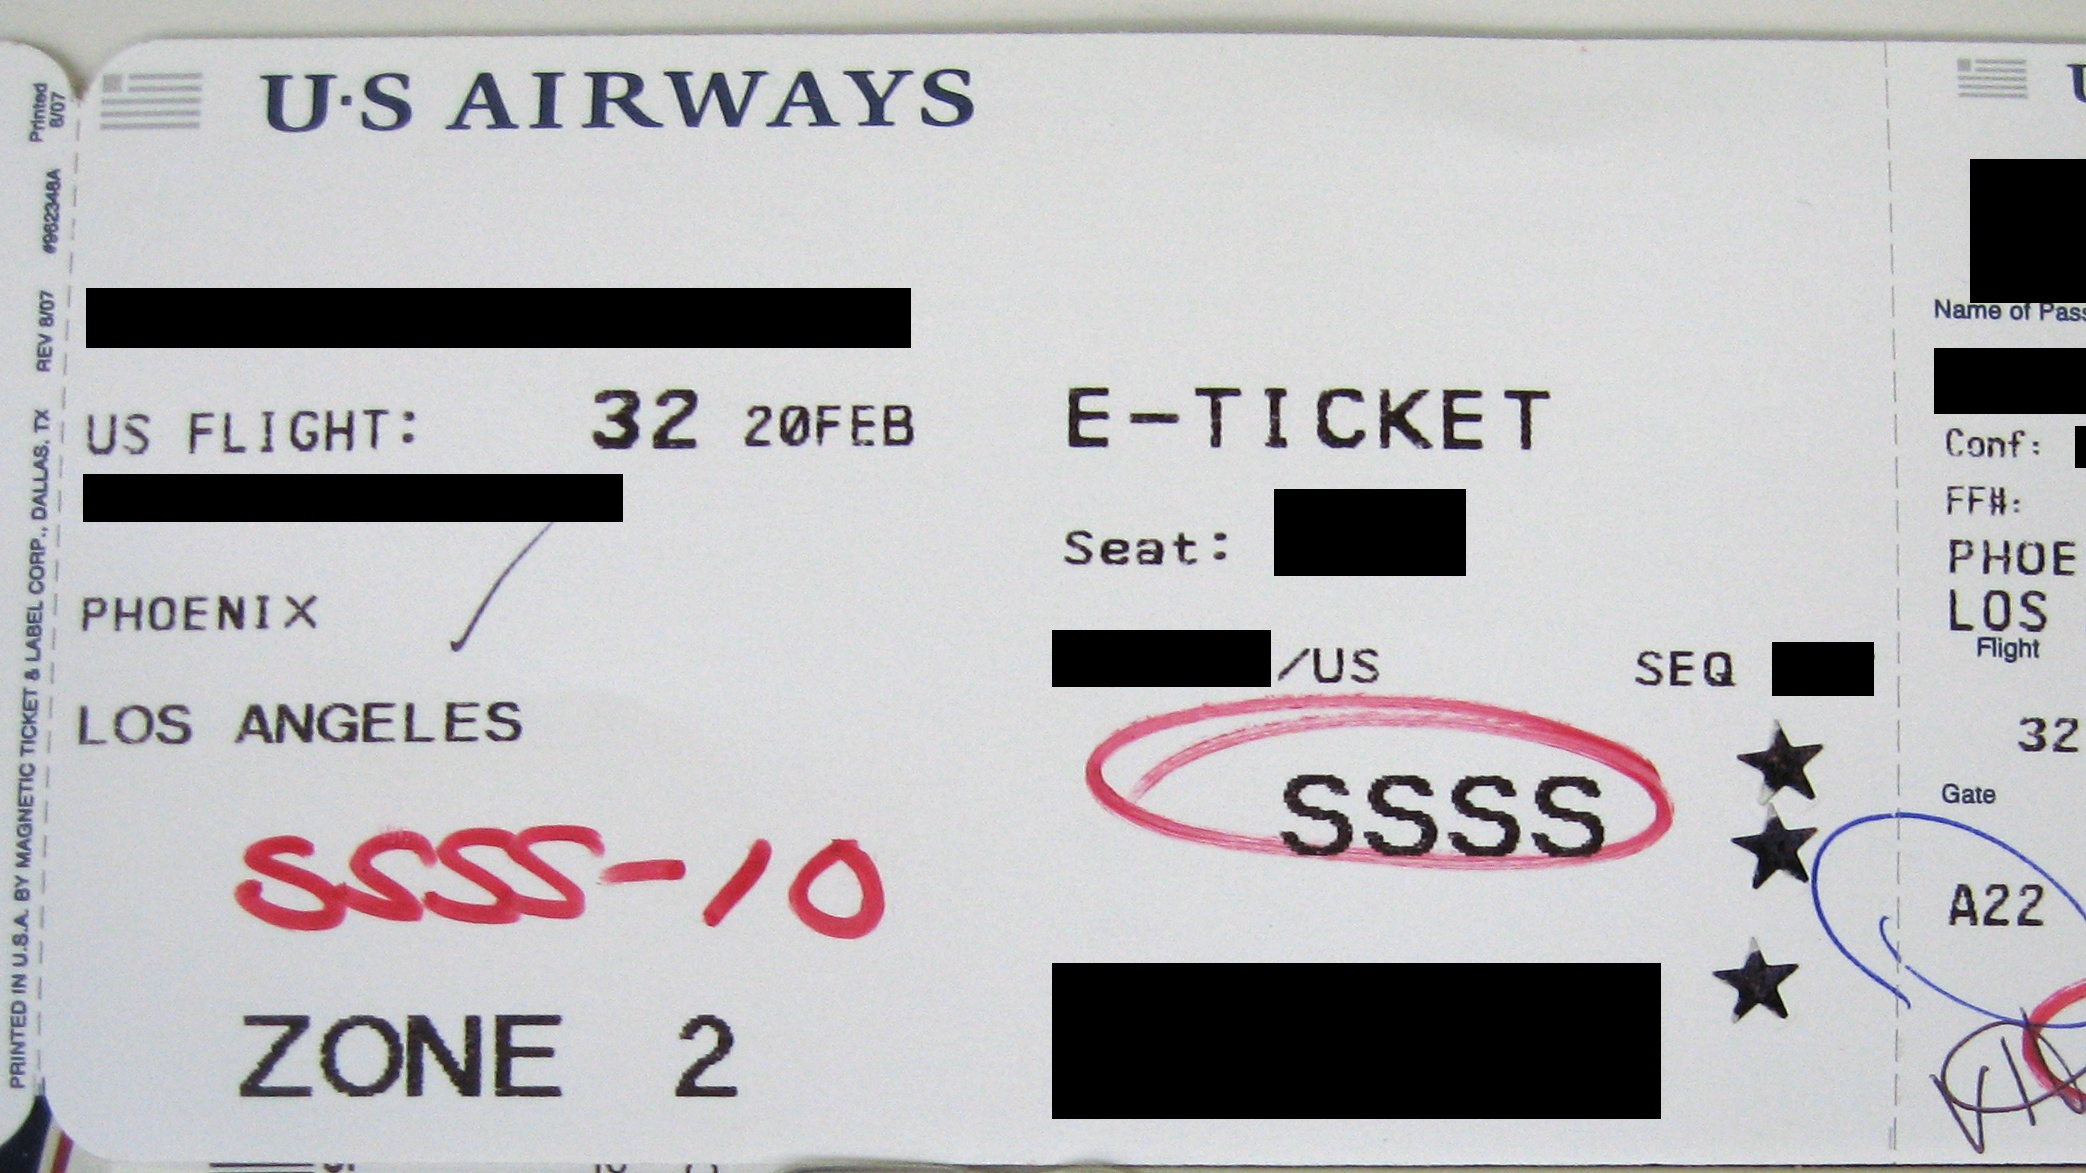 U·S AIRWAYS
US FLIGHT: 32 20FEB
PHOENIX
LOS ANGELES
SSSS-10
ZONE 2
E-TICKET
Seat:
/US SEQ
SSSS
Name of Pass
Conf:
FF#:
PHOE
LOS
Flight
32
Gate
A22
PRINTED IN U.S.A. BY MAGNETIC TICKET & LABEL CORP., DALLAS, TX REV 8/07 #962348A Printed
8/07